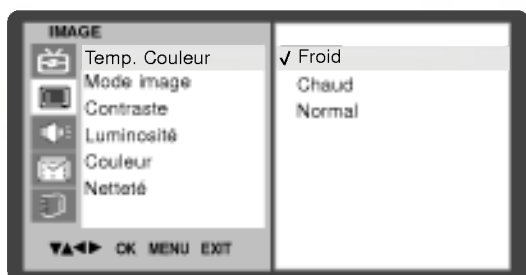 IMAGE
Temp. Couleur
Mode image
Contraste
Luminosité
Couleur
Netteté
✓ Froid
Chaud
Normal
▼▲◀▶ OK MENU EXIT